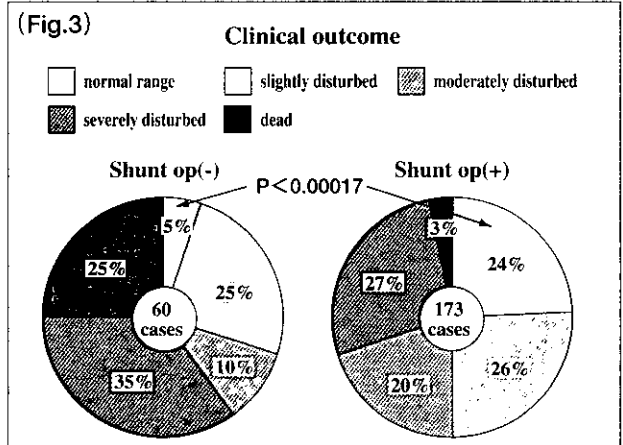 (Fig.3)
Clinical outcome
normal range
slightly disturbed
moderately disturbed
severely disturbed
dead
Shunt op(-)
P<0.00017
Shunt op(+)
5%
25%
25%
10%
35%
60
cases
3%
24%
27%
26%
20%
173
cases